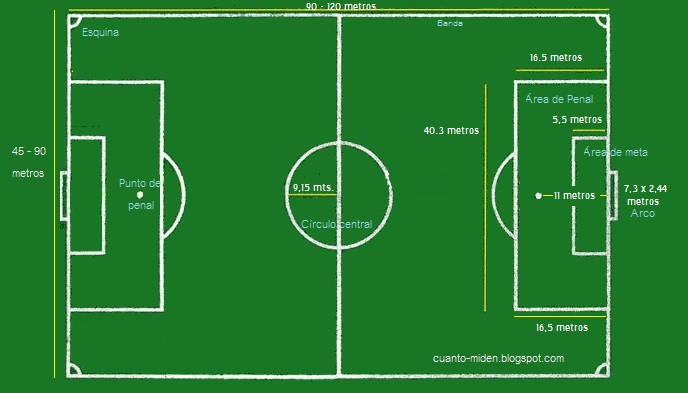 90 - 120 metros
Banda
Esquina
16.5 metros
Área de Penal
5,5 metros
40.3 metros
45 - 90
metros
Área de meta
Punto de
penal
9,15 mts.
11 metros
7,3 x 2,44
metros
Arco
Círculo central
16,5 metros
cuanto-miden.blogspot.com